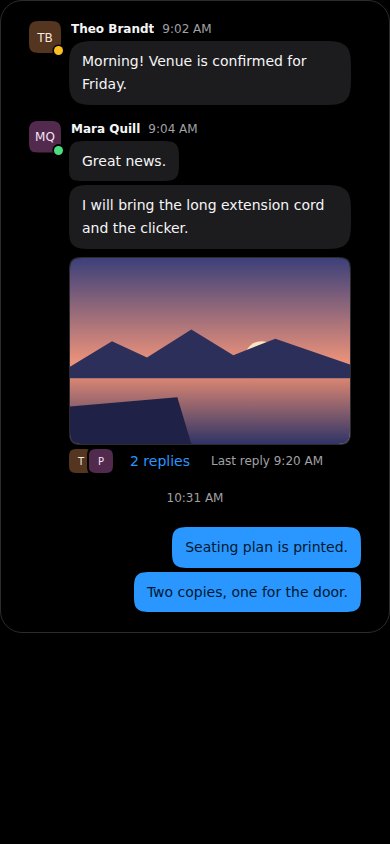 TB
Theo Brandt 9:02 AM
Morning! Venue is confirmed for
Friday.
MQ
Mara Quill 9:04 AM
Great news.
I will bring the long extension cord
and the clicker.
T P 2 replies Last reply 9:20 AM
10:31 AM
Seating plan is printed.
Two copies, one for the door.